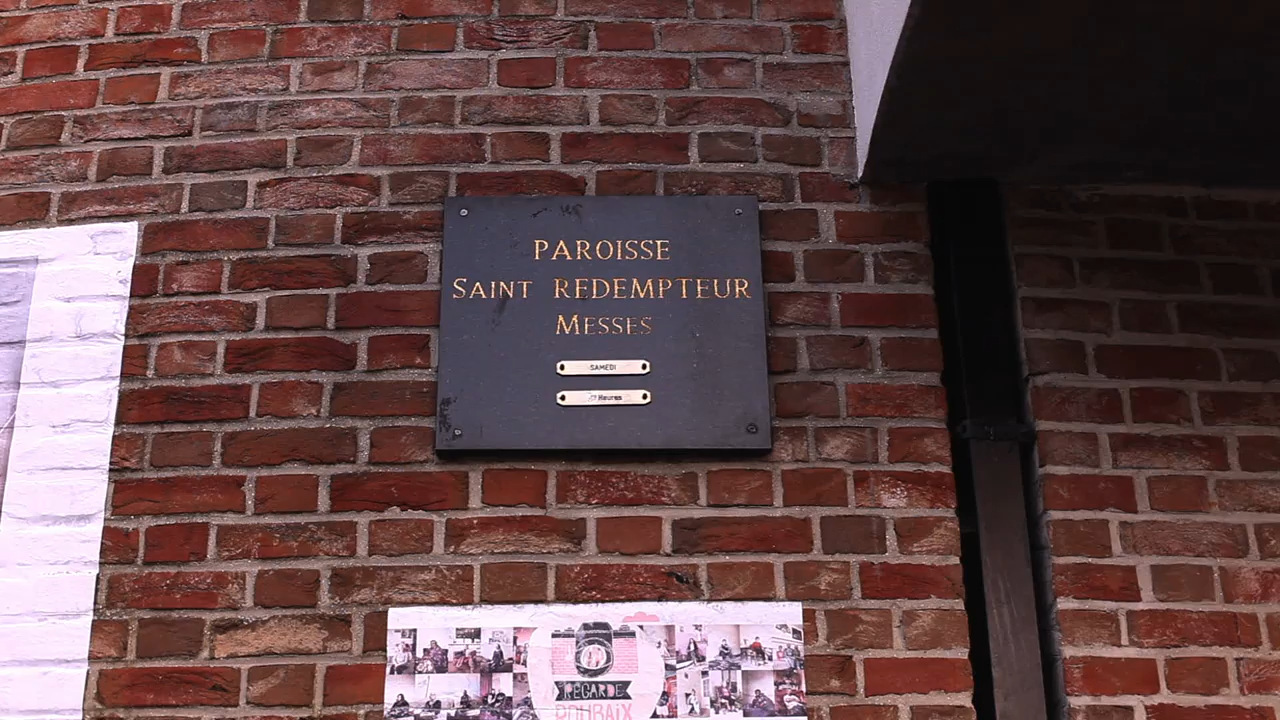 PAROISSE
SAINT REDEMPTEUR
MESSES
SAMEDI
Heures
REGARDE
ROUBAIX